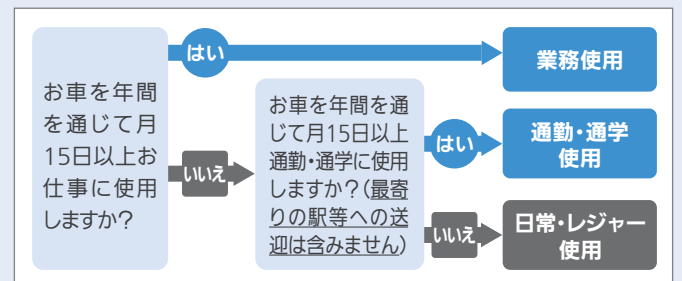 お車を年間
を通じて月
15日以上お
仕事に使用
しますか?
はい
業務使用
いいえ
お車を年間を通
じて月15日以上
通勤・通学に使用
しますか?(最寄
りの駅等への送
迎は含みません)
はい
通勤・通学
使用
いいえ
日常・レジャー
使用